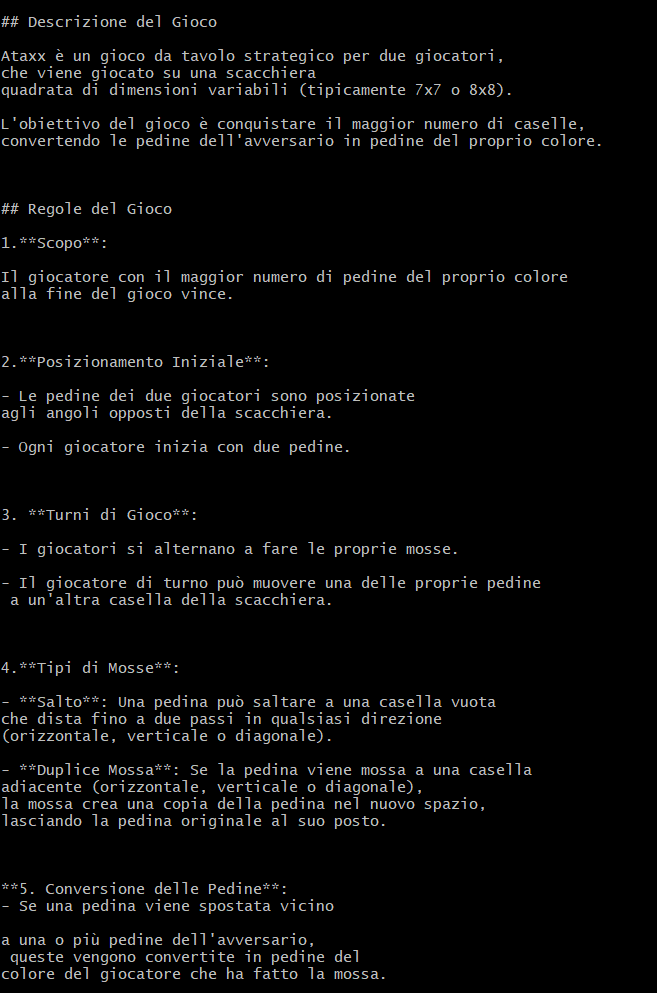 ## Descrizione del Gioco
Ataxx è un gioco da tavolo strategico per due giocatori,
che viene giocato su una scacchiera
quadrata di dimensioni variabili (tipicamente 7x7 o 8x8).
L'obiettivo del gioco è conquistare il maggior numero di caselle,
convertendo le pedine dell'avversario in pedine del proprio colore.
## Regole del Gioco
1.**Scopo**:
Il giocatore con il maggior numero di pedine del proprio colore
alla fine del gioco vince.
2.**Posizionamento Iniziale**:
- Le pedine dei due giocatori sono posizionate
agli angoli opposti della scacchiera.
- Ogni giocatore inizia con due pedine.
3. **Turni di Gioco**:
- I giocatori si alternano a fare le proprie mosse.
- Il giocatore di turno può muovere una delle proprie pedine
a un'altra casella della scacchiera.
4.**Tipi di Mosse**:
- **Salto**: Una pedina può saltare a una casella vuota
che dista fino a due passi in qualsiasi direzione
(orizzontale, verticale o diagonale).
- **Duplice Mossa**: Se la pedina viene mossa a una casella
adiacente (orizzontale, verticale o diagonale),
la mossa crea una copia della pedina nel nuovo spazio,
lasciando la pedina originale al suo posto.
**5. Conversione delle Pedine**:
- Se una pedina viene spostata vicino
a una o più pedine dell'avversario,
queste vengono convertite in pedine del
colore del giocatore che ha fatto la mossa.